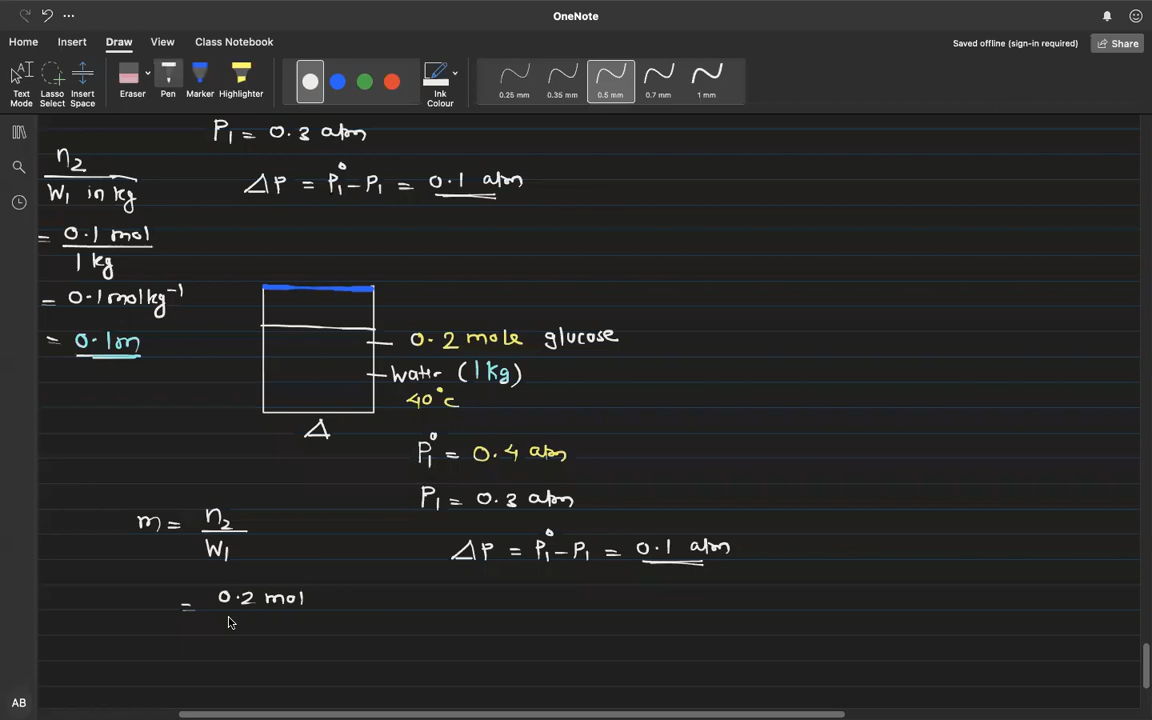 OneNote
Home Insert Draw View Class Notebook
Saved offline (sign-in required)
Share
Text Mode
Lasso Select
Insert Space
Eraser
Pen
Marker
Highlighter
Ink Colour
0.25 mm
0.35 mm
0.5 mm
0.7 mm
1 mm
P₁ = 0.3 atm
n₂
W₁ in kg
ΔP = P₁° - P₁ = 0.1 atm
= 0.1 mol
1 kg
= 0.1 mol kg⁻¹
= 0.1m
0.2 mole glucose
Water (1 kg)
40°C
Δ
P₁° = 0.4 atm
P₁ = 0.3 atm
m = n₂
W₁
ΔP = P₁° - P₁ = 0.1 atm
= 0.2 mol
AB